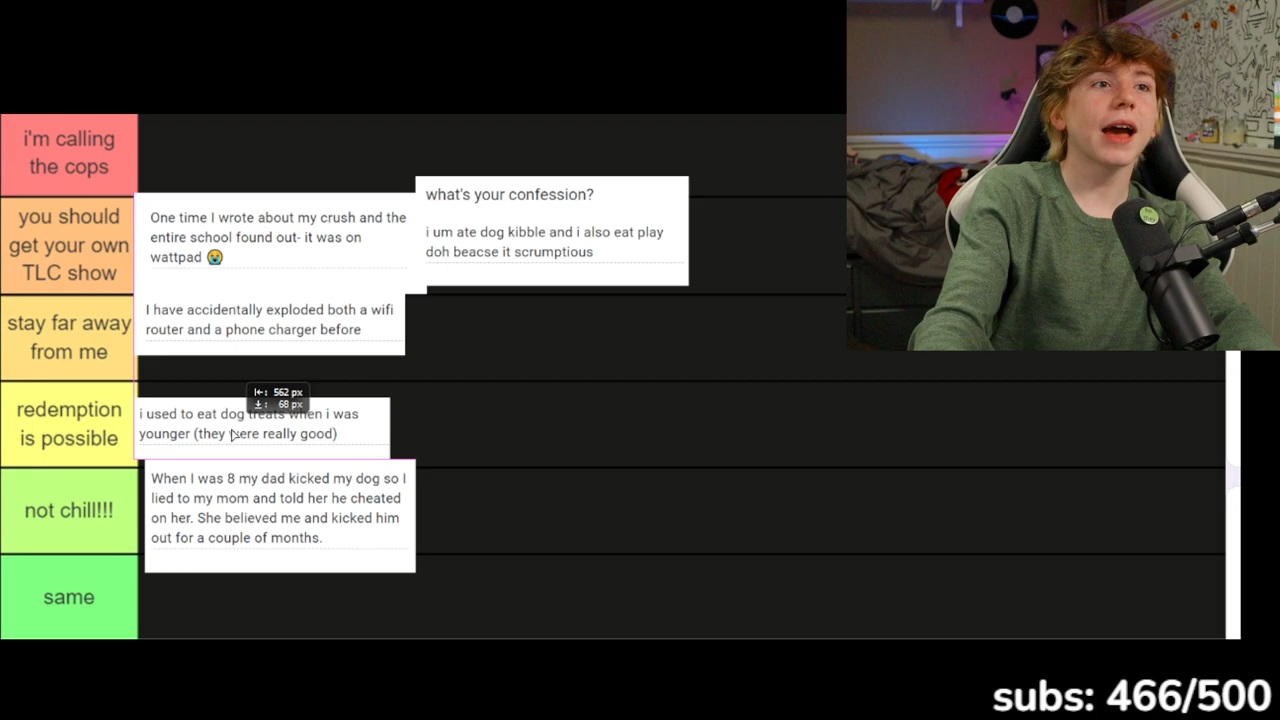 i'm calling
the cops
you should
get your own
TLC show
One time I wrote about my crush and the
entire school found out- it was on
wattpad 😭
what's your confession?
i um ate dog kibble and i also eat play
doh beacse it scrumptious
stay far away
from me
I have accidentally exploded both a wifi
router and a phone charger before
562 px
68 px
redemption
is possible
i used to eat dog treats when i was
younger (they were really good)
not chill!!!
When I was 8 my dad kicked my dog so I
lied to my mom and told her he cheated
on her. She believed me and kicked him
out for a couple of months.
same
subs: 466/500